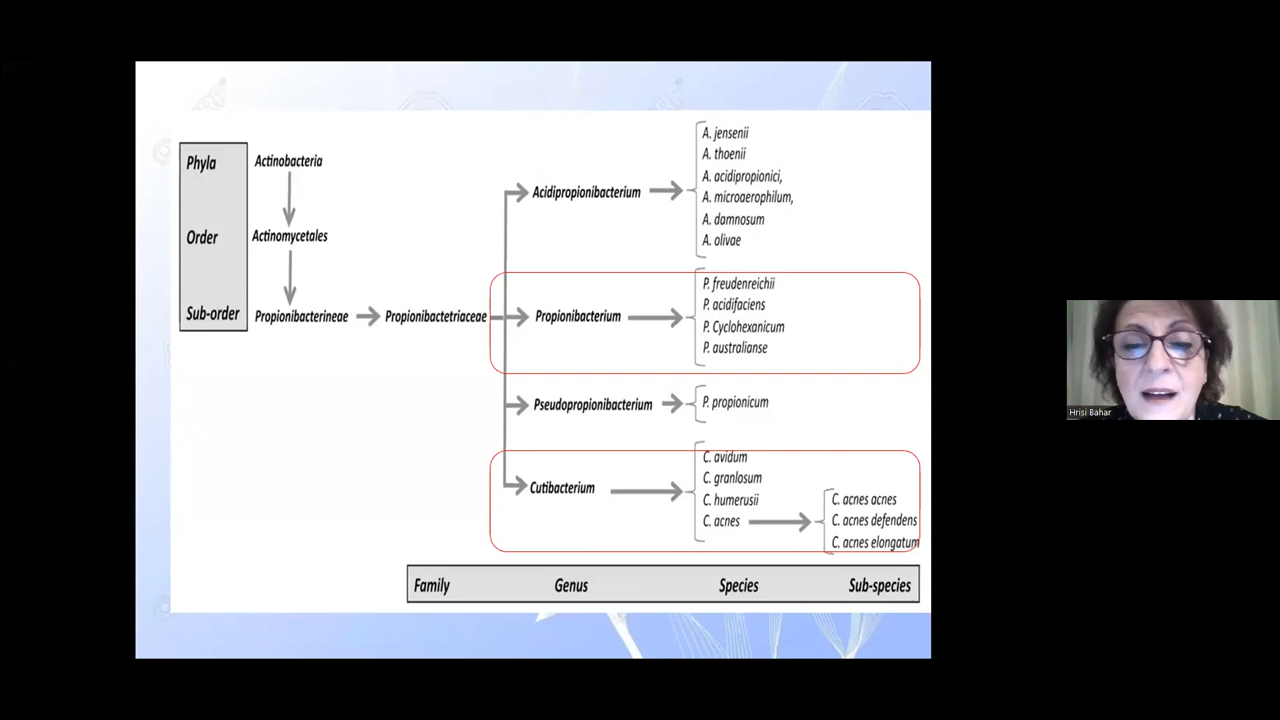 Phyla
Actinobacteria
Order
Actinomycetales
Sub-order
Propionibacterineae
Propionibactetriaceae
Acidipropionibacterium
A. jensenii
A. thoenii
A. acidipropionici,
A. microaerophilum,
A. damnosum
A. olivae
Propionibacterium
P. freudenreichii
P. acidifaciens
P. Cyclohexanicum
P. australianse
Pseudopropionibacterium
P. propionicum
Cutibacterium
C. avidum
C. granlosum
C. humerusii
C. acnes
C. acnes acnes
C. acnes defendens
C. acnes elongatum
Family
Genus
Species
Sub-species
Hrisi Bahar